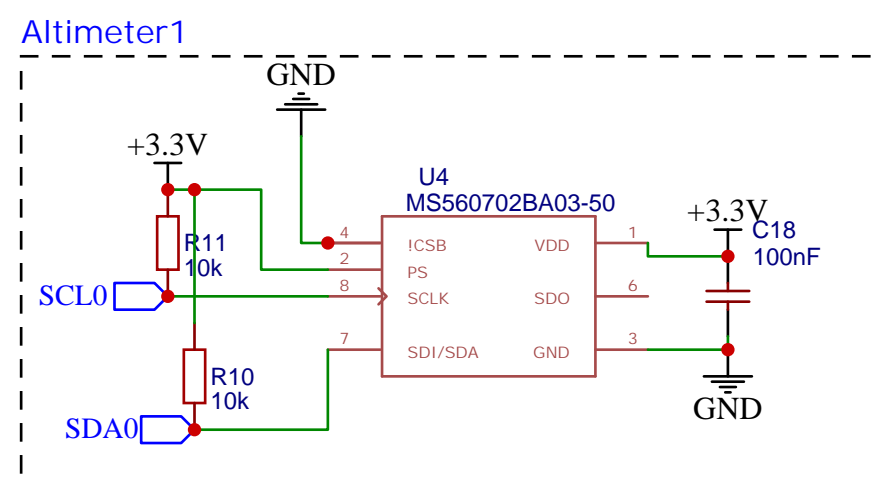 Altimeter1
GND
+3.3V
U4
MS560702BA03-50
+3.3V
C18
100nF
R11
10k
4
!CSB
VDD
1
2
PS
SCL0
8
SCLK
SDO
6
7
SDI/SDA
GND
3
R10
10k
GND
SDA0